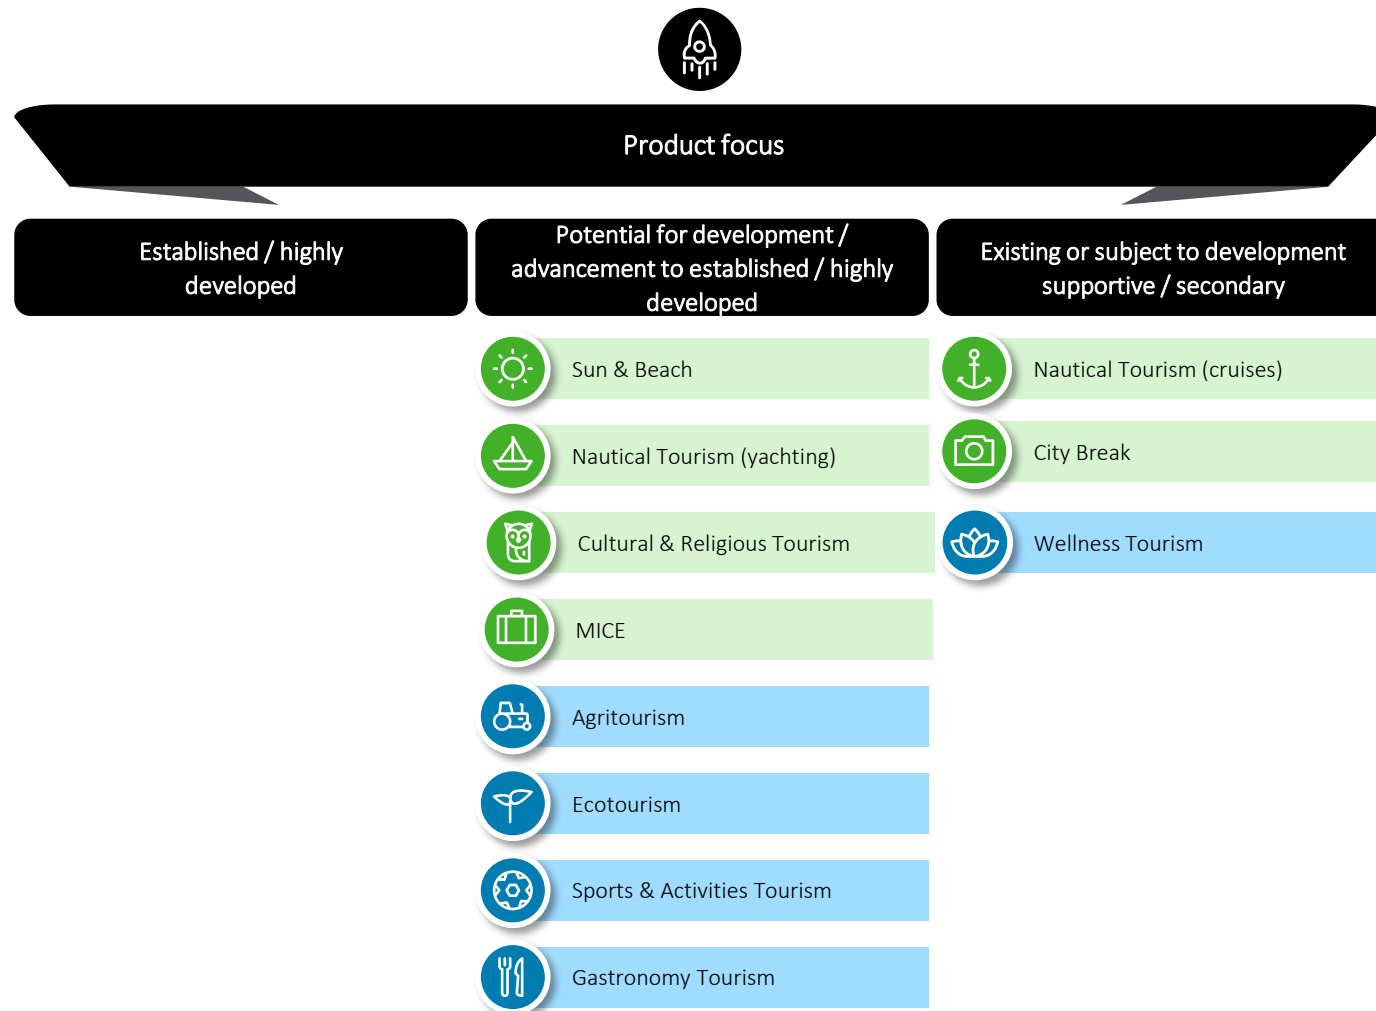 Product focus
Established / highly
developed
Potential for development /
advancement to established / highly
developed
Existing or subject to development
supportive / secondary
Sun & Beach
Nautical Tourism (yachting)
Cultural & Religious Tourism
MICE
Agritourism
Ecotourism
Sports & Activities Tourism
Gastronomy Tourism
Nautical Tourism (cruises)
City Break
Wellness Tourism